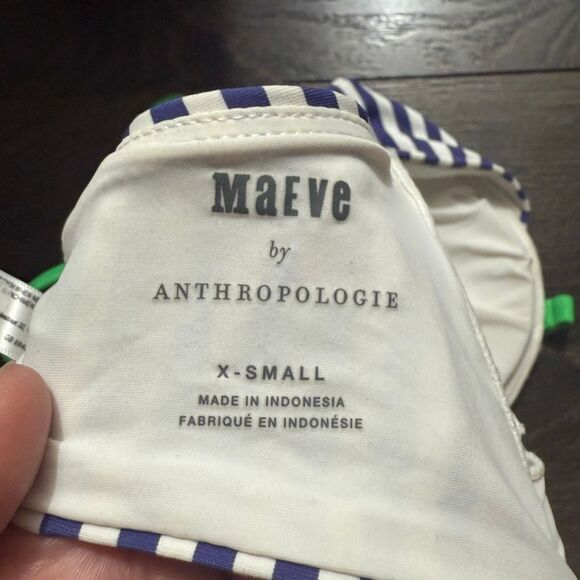 MaEVe
by
ANTHROPOLOGIE
X-SMALL
MADE IN INDONESIA
FABRIQUÉ EN INDONÉSIE